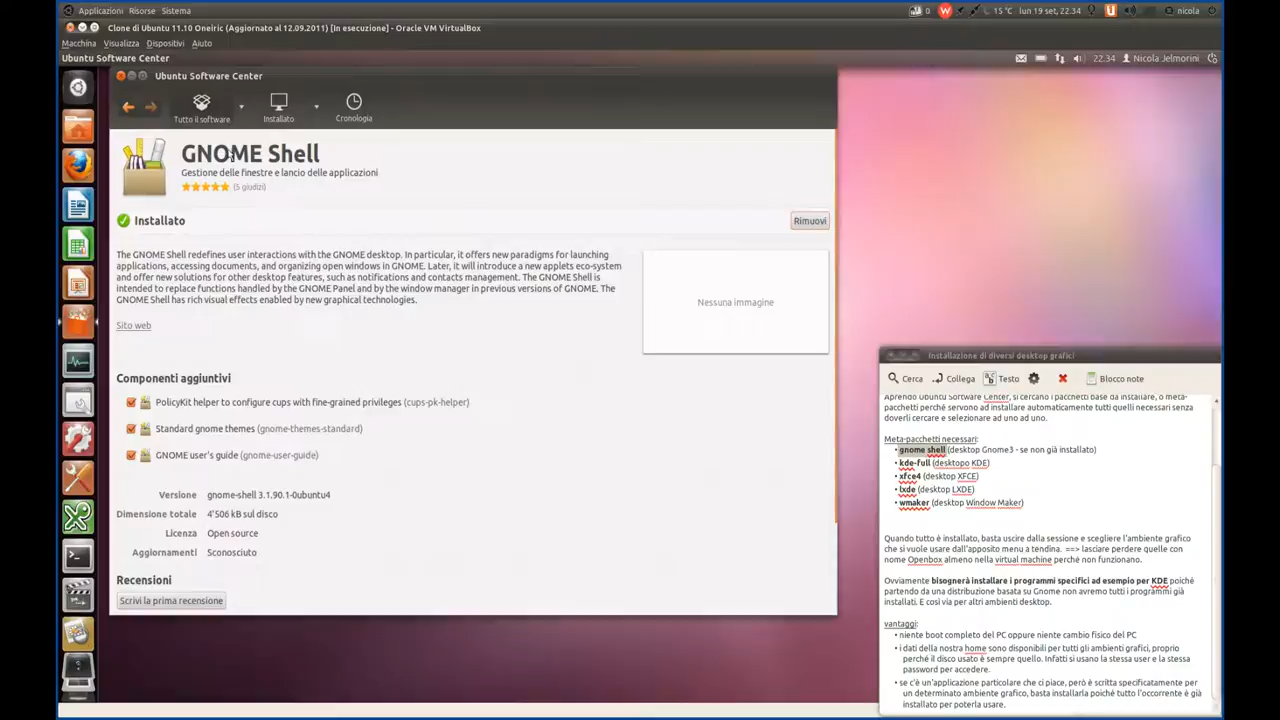 Applicazioni Risorse Sistema
0 15 °C lun 19 set, 22.34 nicola
Clone di Ubuntu 11.10 Oneiric (Aggiornato al 12.09.2011) [In esecuzione] - Oracle VM VirtualBox
Macchina Visualizza Dispositivi Aiuto
Ubuntu Software Center
22.34 Nicola Jelmorini
Ubuntu Software Center
Tutto il software
Installato
Cronologia
GNOME Shell
Gestione delle finestre e lancio delle applicazioni
(5 giudizi)
Installato
Rimuovi
The GNOME Shell redefines user interactions with the GNOME desktop. In particular, it offers new paradigms for launching
applications, accessing documents, and organizing open windows in GNOME. Later, it will introduce a new applets eco-system
and offer new solutions for other desktop features, such as notifications and contacts management. The GNOME Shell is
intended to replace functions handled by the GNOME Panel and by the window manager in previous versions of GNOME. The
GNOME Shell has rich visual effects enabled by new graphical technologies.
Nessuna immagine
Sito web
Componenti aggiuntivi
PolicyKit helper to configure cups with fine-grained privileges (cups-pk-helper)
Standard gnome themes (gnome-themes-standard)
GNOME user's guide (gnome-user-guide)
Versione gnome-shell 3.1.90.1-0ubuntu4
Dimensione totale 4'506 kB sul disco
Licenza Open source
Aggiornamenti Sconosciuto
Recensioni
Scrivi la prima recensione
Installazione di diversi desktop grafici
Cerca Collega Testo Blocco note
Aprendo Ubuntu Software Center, si cercano i pacchetti base da installare, o meta-
pacchetti perché servono ad installare automaticamente tutti quelli necessari senza
doverli cercare e selezionare ad uno ad uno.
Meta-pacchetti necessari:
• gnome shell (desktop Gnome3 - se non già installato)
• kde-full (desktopo KDE)
• xfce4 (desktop XFCE)
• lxde (desktop LXDE)
• wmaker (desktop Window Maker)
Quando tutto è installato, basta uscire dalla sessione e scegliere l'ambiente grafico
che si vuole usare dall'apposito menu a tendina. ==> lasciare perdere quelle con
nome Openbox almeno nella virtual machine perché non funzionano.
Ovviamente bisognerà installare i programmi specifici ad esempio per KDE poiché
partendo da una distribuzione basata su Gnome non avremo tutti i programmi già
installati. E così via per altri ambienti desktop.
vantaggi:
• niente boot completo del PC oppure niente cambio fisico del PC
• i dati della nostra home sono disponibili per tutti gli ambienti grafici, proprio
perché il disco usato è sempre quello. Infatti si usano la stessa user e la stessa
password per accedere.
• se c'è un'applicazione particolare che ci piace, però è scritta specificatamente per
un determinato ambiente grafico, basta installarla poiché tutto l'occorrente è già
installato per poterla usare.